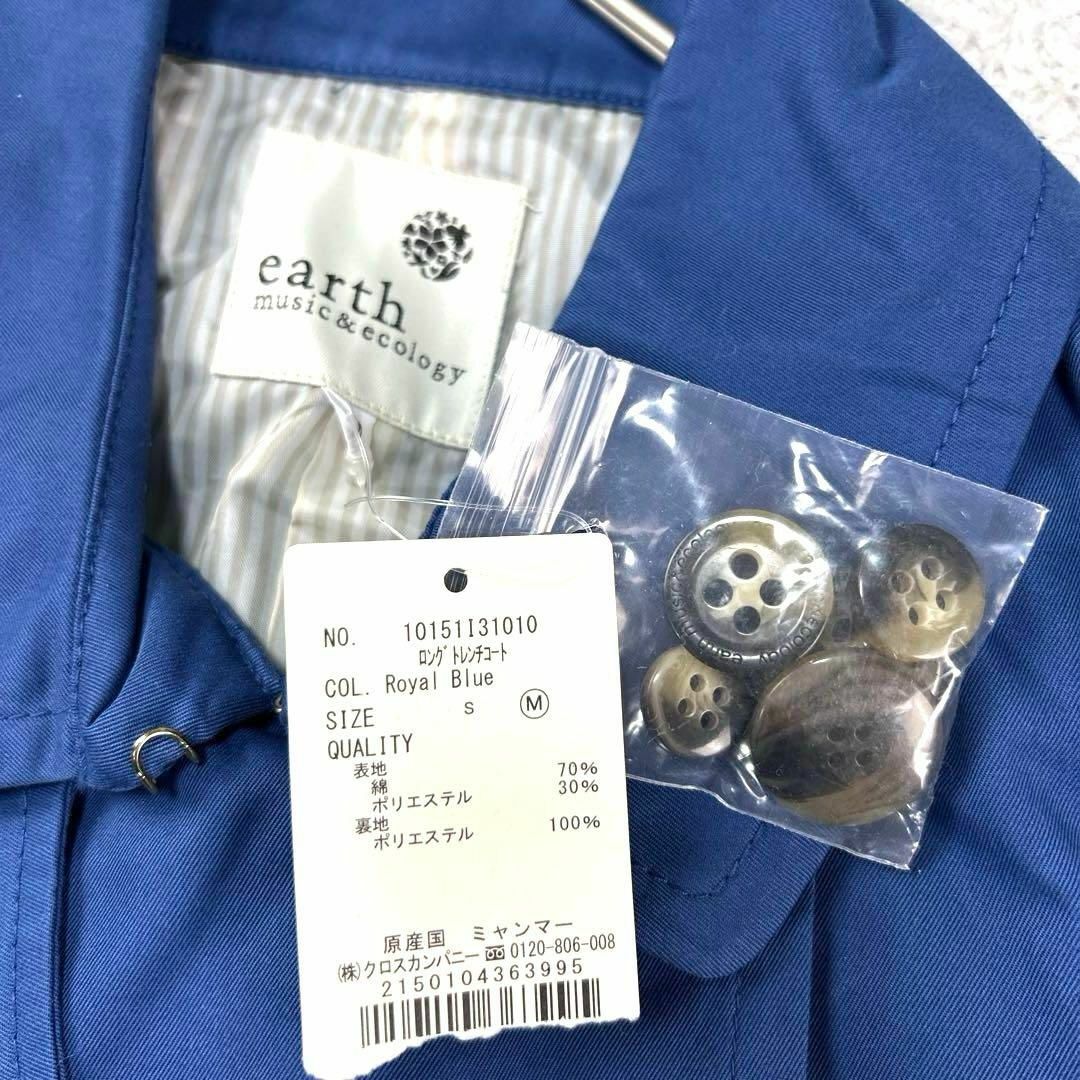 earth
music&ecology
NO. 10151I31010
ﾛﾝｸﾞﾄﾚﾝﾁｺｰﾄ
COL. Royal Blue
SIZE S Ⓜ
QUALITY
表地 70%
綿 30%
ポリエステル
裏地 100%
ポリエステル
原産国 ミャンマー
㈱クロスカンパニー 0120-806-008
2150104363995
earth music&ecology